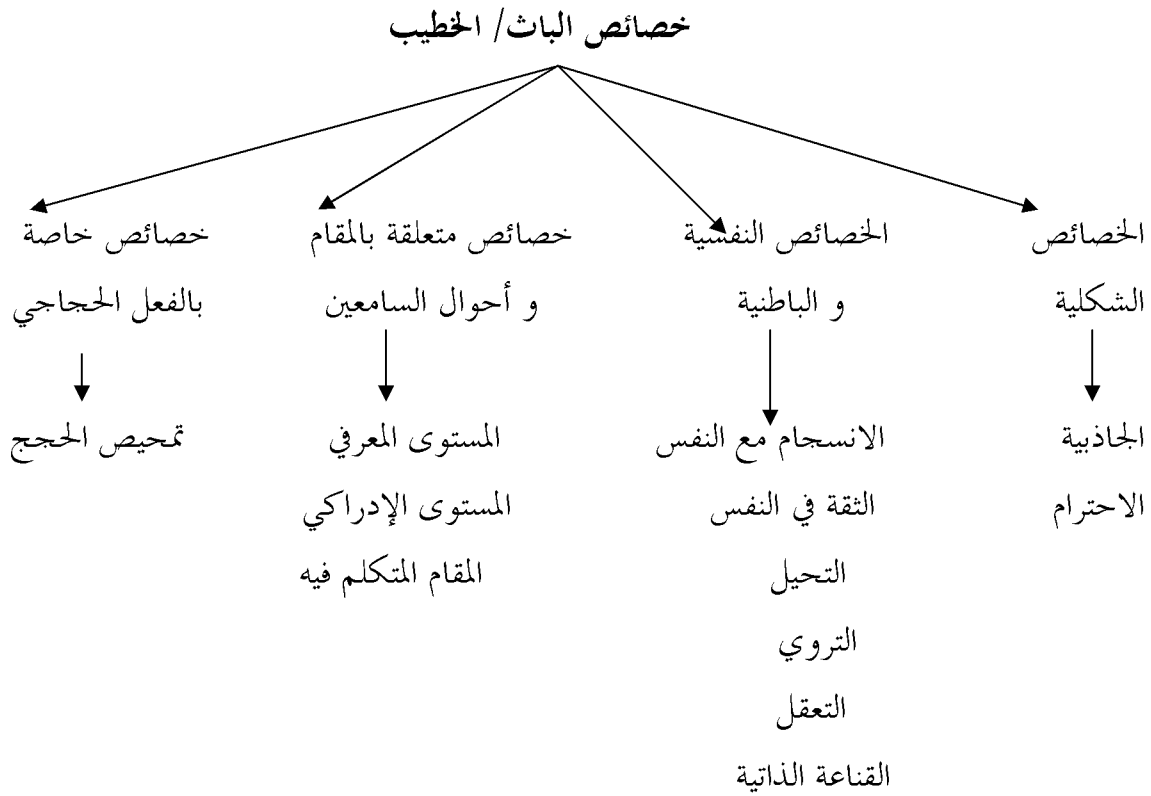 خصائص الباث/ الخطيب
الخصائص
الشكلية
الجاذبية
الاحترام
الخصائص النفسية
و الباطنية
الانسجام مع النفس
الثقة في النفس
التحيل
التروي
التعقل
القناعة الذاتية
خصائص متعلقة بالمقام
و أحوال السامعين
المستوى المعرفي
المستوى الإدراكي
المقام المتكلم فيه
خصائص خاصة
بالفعل الحجاجي
تمحيص الحجج